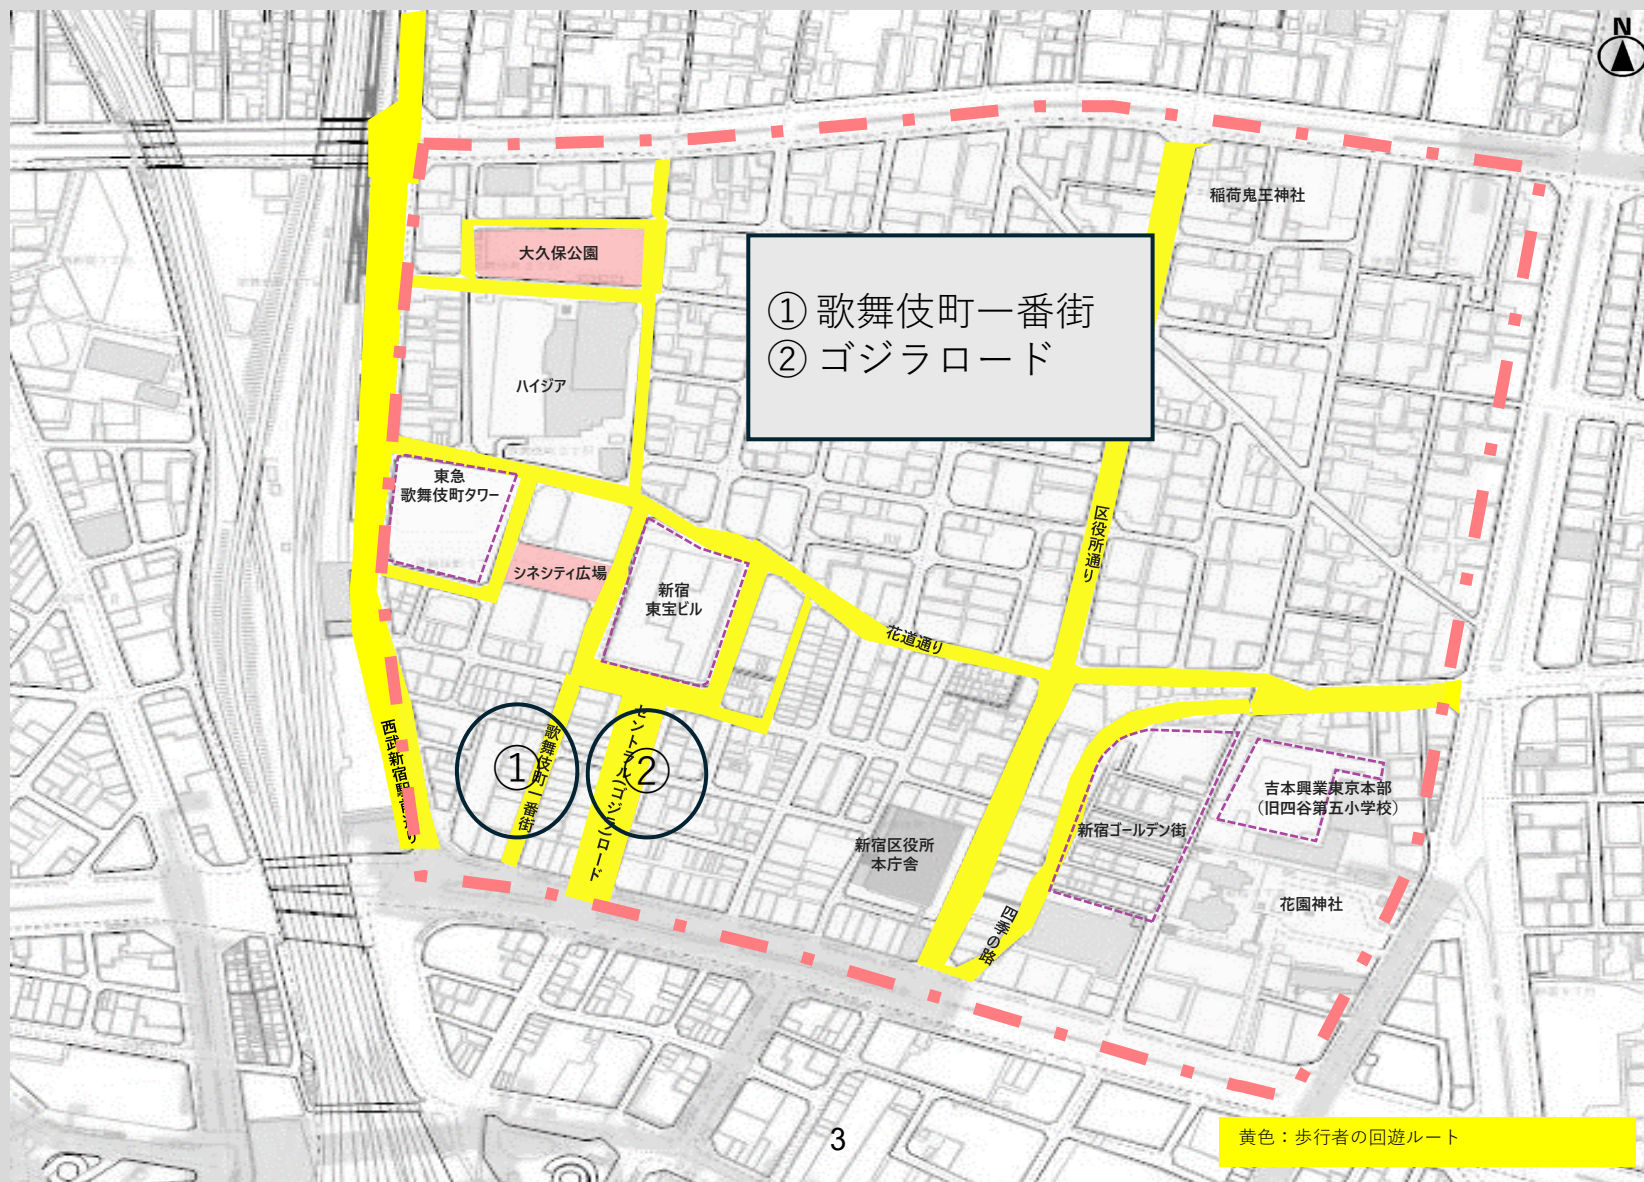 N
稲荷鬼王神社
大久保公園
① 歌舞伎町一番街
② ゴジラロード
ハイジア
東急
歌舞伎町タワー
区役所通り
シネシティ広場
新宿
東宝ビル
花道通り
西武新宿駅前通り
①
歌舞伎町一番街
②
セントラル(ゴジラ)ロード
新宿区役所
本庁舎
新宿ゴールデン街
吉本興業東京本部
(旧四谷第五小学校)
花園神社
四季の路
3
黄色：歩行者の回遊ルート